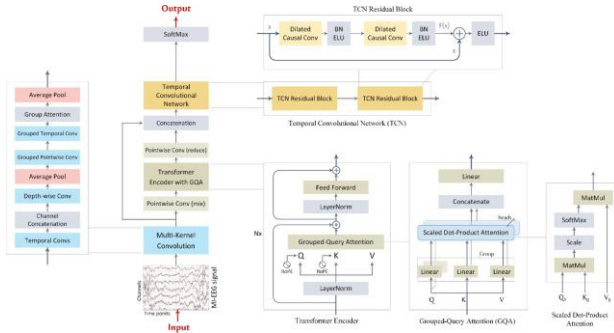 Output
SoftMax
Temporal
Convolutional
Network
Concatenation
Pointwise Conv (reduce)
Transformer
Encoder with GQA
Pointwise Conv (mix)
Multi-Kernel
Convolution
Channels
MI-EEG signal
Time points
Input
Average Pool
Group Attention
Grouped Temporal Conv
Grouped Pointwise Conv
Average Pool
Depth-wise Conv
Channel
Concatenation
Temporal Convs
TCN Residual Block
x
Dilated
Causal Conv
BN
ELU
Dilated
Causal Conv
BN
ELU
F(x)
+
ELU
x
TCN Residual Block
TCN Residual Block
Temporal Convolutional Network (TCN)
Nx
+
Feed Forward
LayerNorm
+
Grouped-Query Attention
RoPE
Q
RoPE
K
V
LayerNorm
Transformer Encoder
Linear
Concatenate
heads
Scaled Dot-Product Attention
Group
Linear
Linear
Linear
Q
K
V
Grouped-Query Attention (GQA)
MatMul
SoftMax
Scale
MatMul
Scaled Dot-Product
Attention